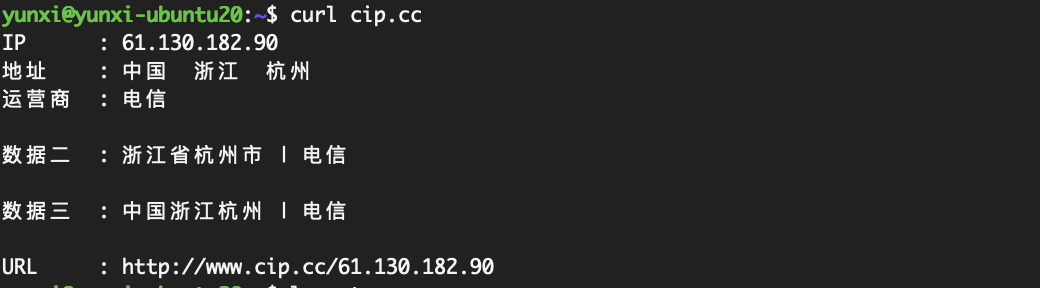 yunxi@yunxi-ubuntu20:~$ curl cip.cc
IP : 61.130.182.90
地址 : 中国 浙江 杭州
运营商 : 电信
数据二 : 浙江省杭州市 | 电信
数据三 : 中国浙江杭州 | 电信
URL : http://www.cip.cc/61.130.182.90